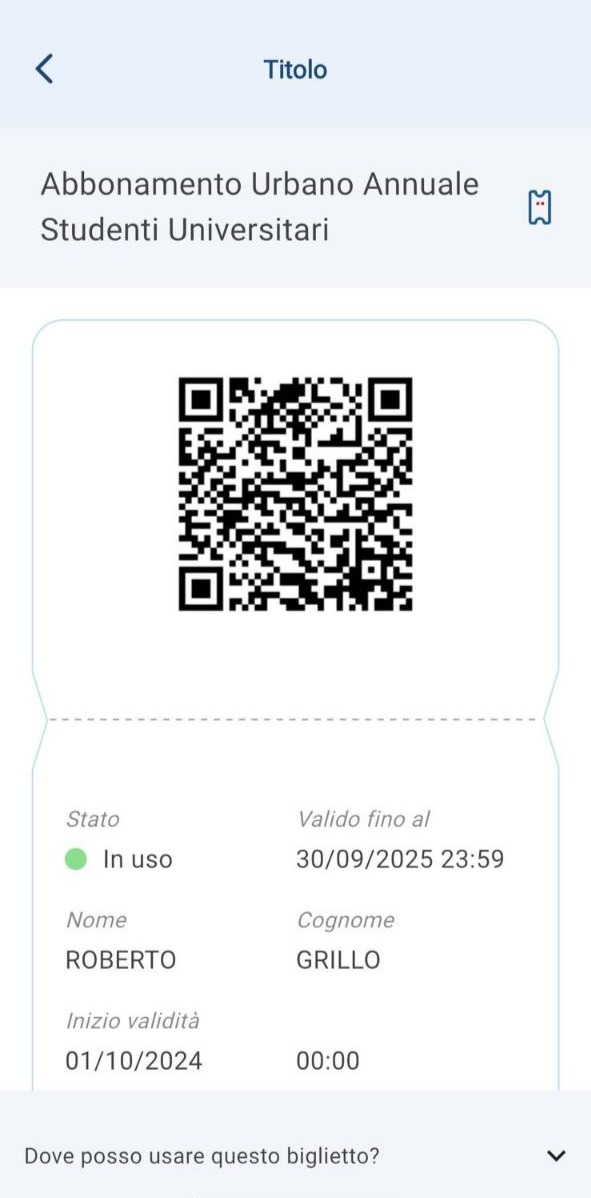 Titolo
Abbonamento Urbano Annuale
Studenti Universitari
Stato
Valido fino al
In uso
30/09/2025 23:59
Nome
Cognome
ROBERTO
GRILLO
Inizio validità
01/10/2024
00:00
Dove posso usare questo biglietto?